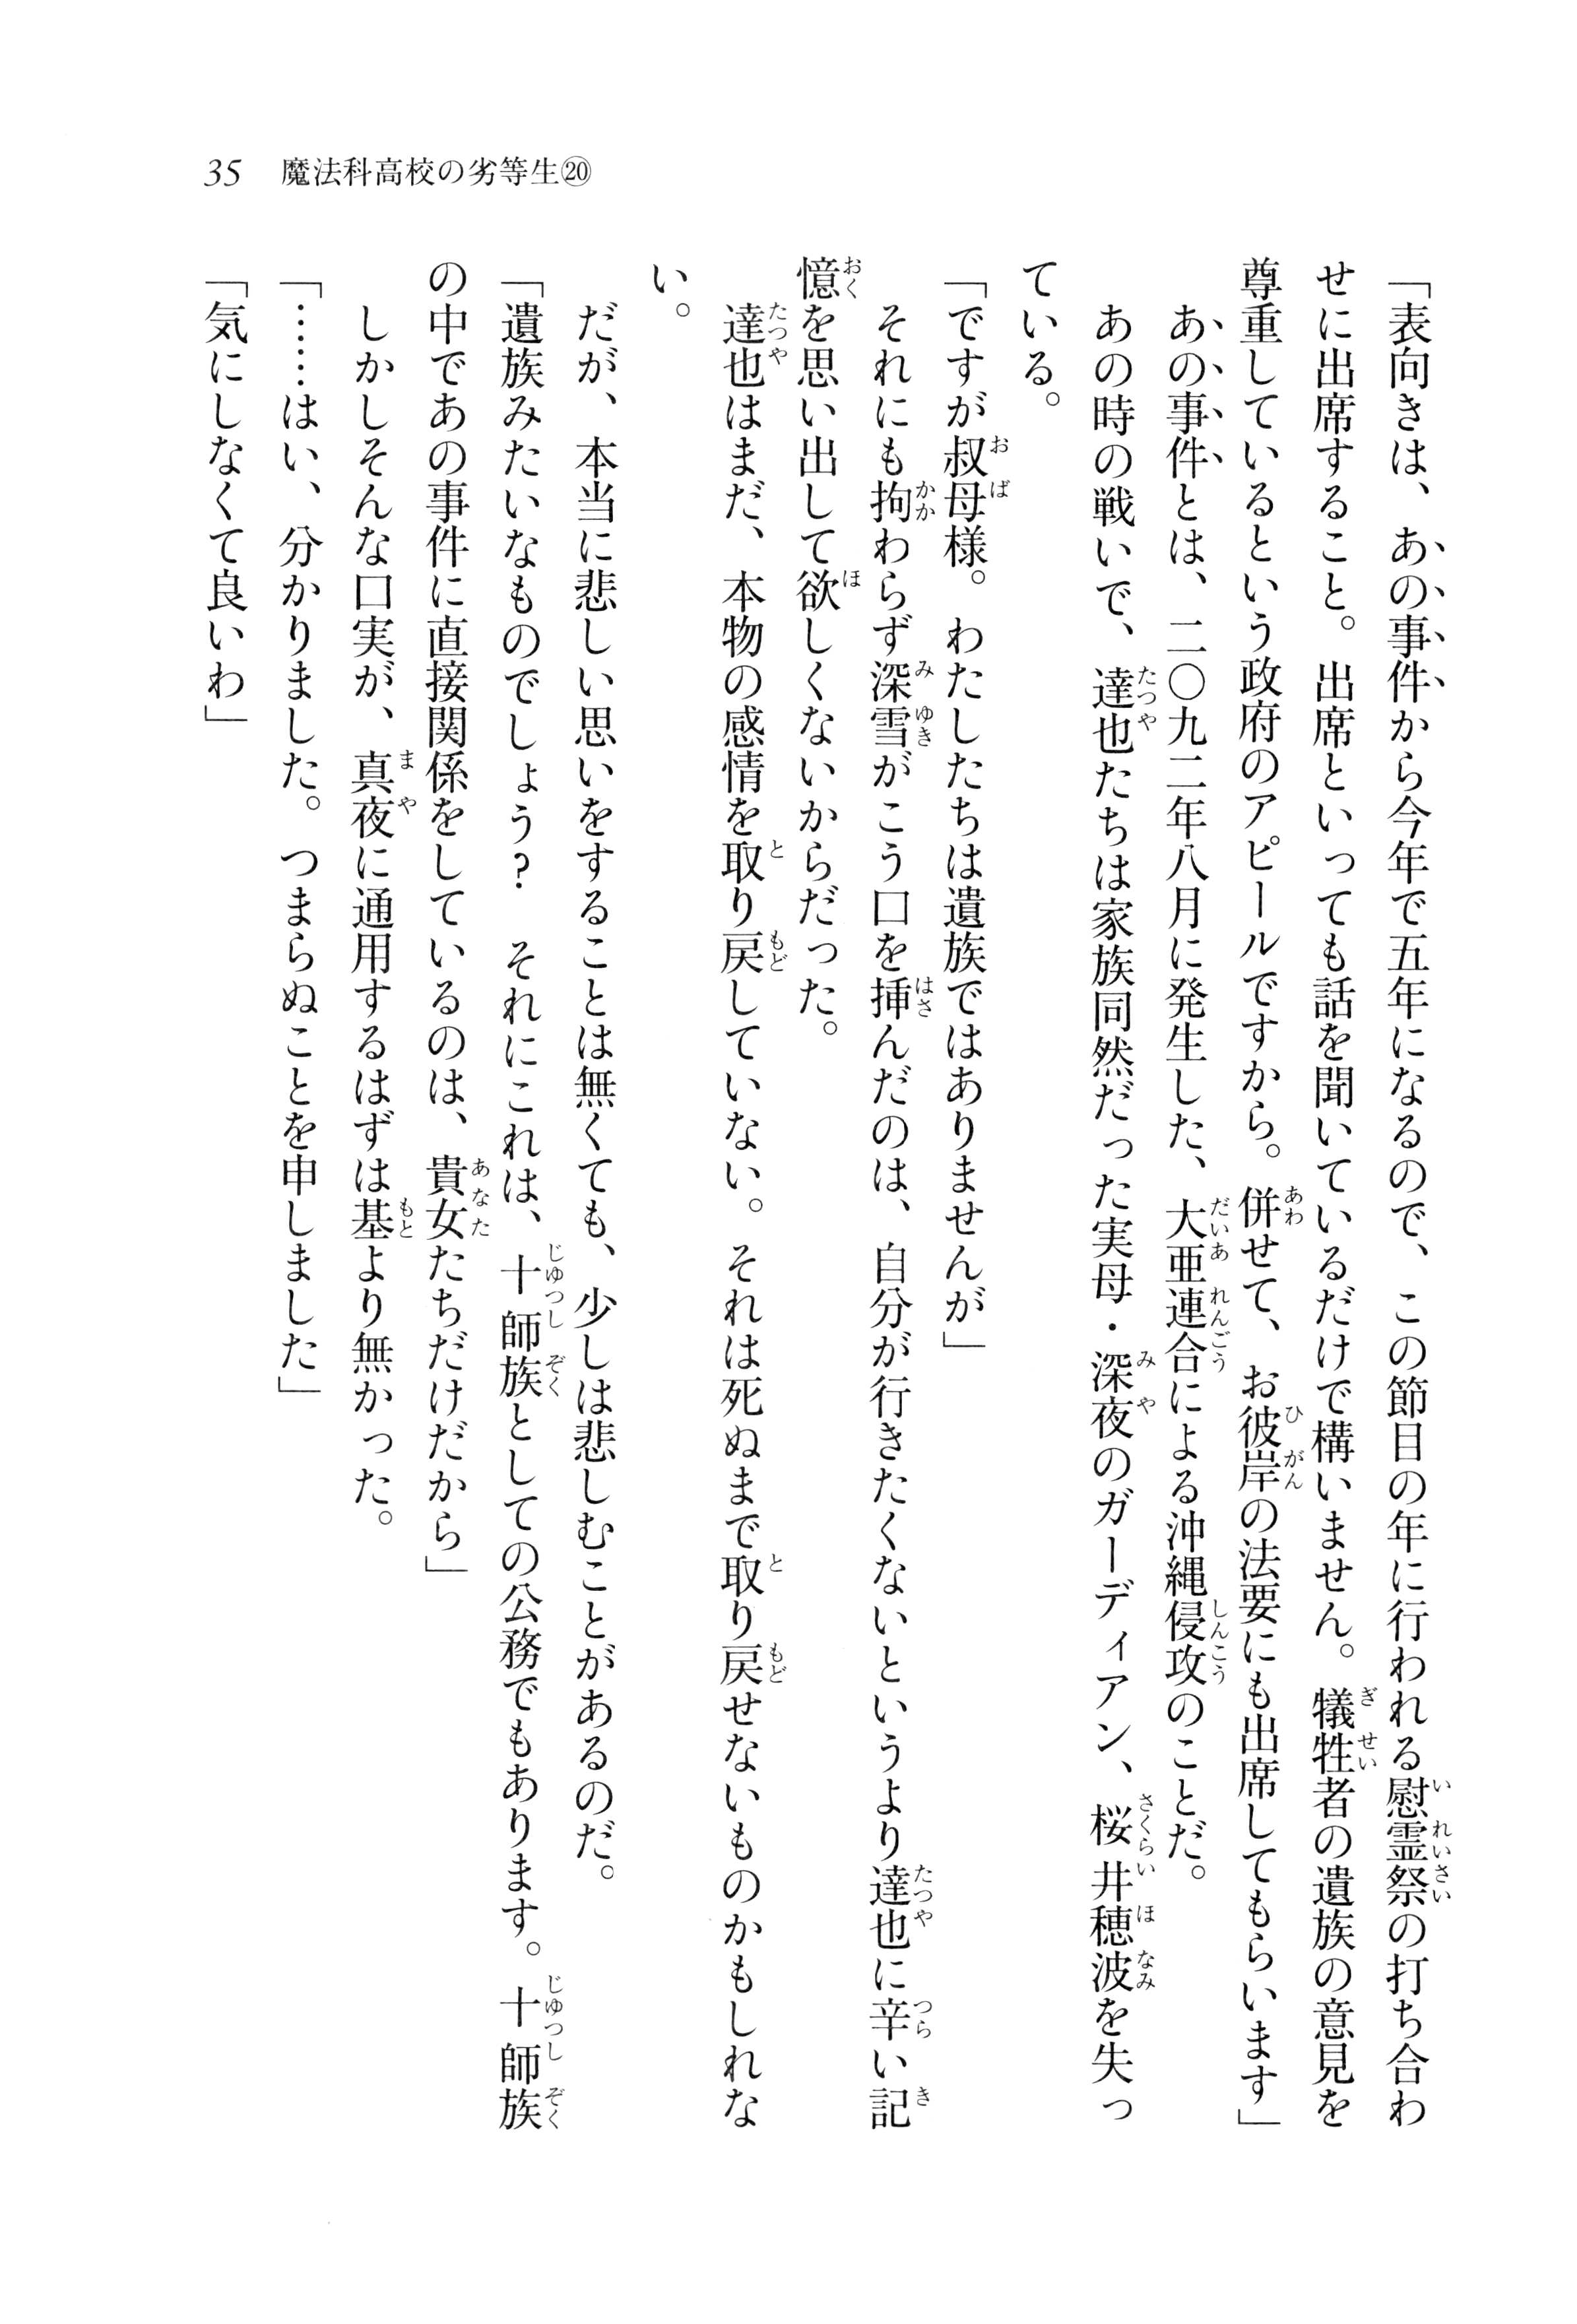 35　魔法科高校の劣等生⑳
「表向きは、あの事件から今年で五年になるので、この節目の年に行われる慰霊祭の打ち合わ
せに出席すること。出席といっても話を聞いているだけで構いません。犠牲者の遺族の意見を
尊重しているという政府のアピールですから。併せて、お彼岸の法要にも出席してもらいます」
　あの事件とは、二〇九二年八月に発生した、大亜連合による沖縄侵攻のことだ。
　あの時の戦いで、達也たちは家族同然だった実母・深夜のガーディアン、桜井穂波を失っ
ている。
「ですが叔母様。わたしたちは遺族ではありませんが」
　それにも拘わらず深雪がこう口を挿んだのは、自分が行きたくないというより達也に辛い記
憶を思い出して欲しくないからだった。
　達也はまだ、本物の感情を取り戻していない。それは死ぬまで取り戻せないものかもしれな
い。
　だが、本当に悲しい思いをすることは無くても、少しは悲しむことがあるのだ。
「遺族みたいなものでしょう？　それにこれは、十師族としての公務でもあります。十師族
の中であの事件に直接関係をしているのは、貴女たちだけだから」
　しかしそんな口実が、真夜に通用するはずは基より無かった。
「……はい、分かりました。つまらぬことを申しました」
「気にしなくて良いわ」